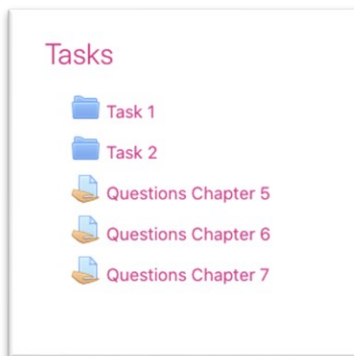 Tasks
Task 1
Task 2
Questions Chapter 5
Questions Chapter 6
Questions Chapter 7